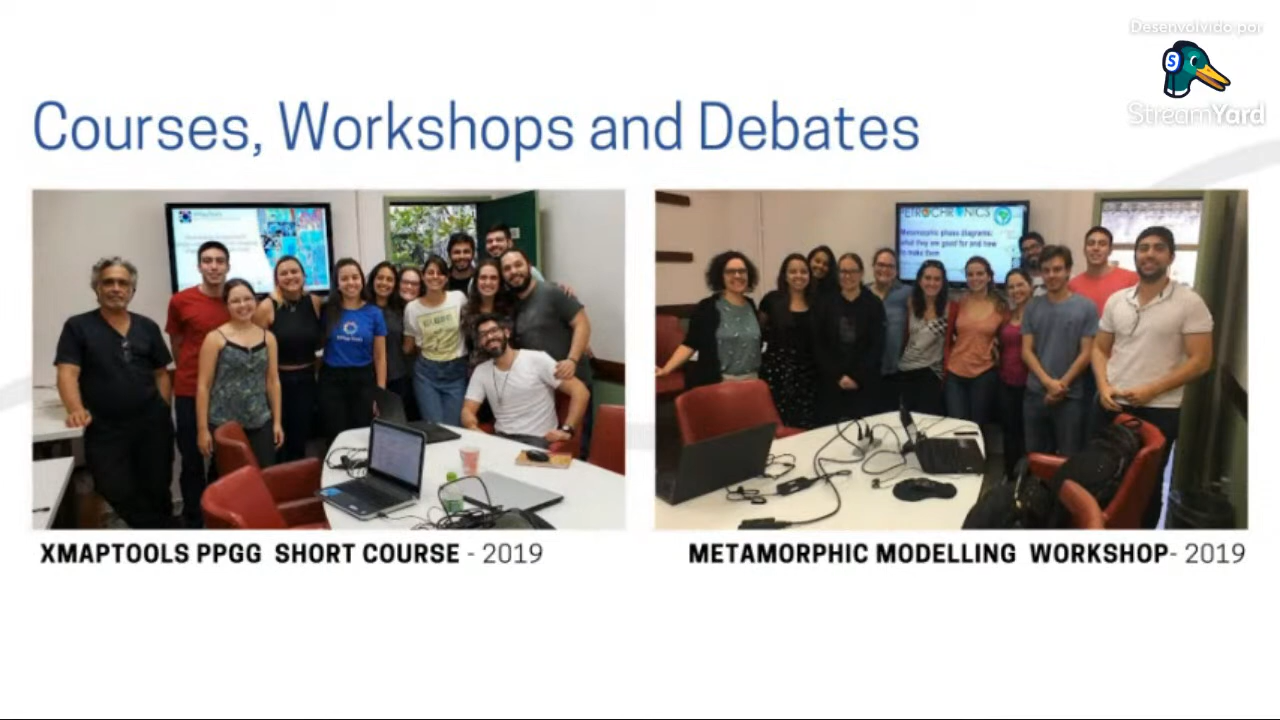 Desenvolvido por
StreamYard
Courses, Workshops and Debates
PETROCHRONICS
Metamorphic phase diagrams:
what they are good for and how
to make them
XMAPTOOLS PPGG SHORT COURSE - 2019
METAMORPHIC MODELLING WORKSHOP- 2019